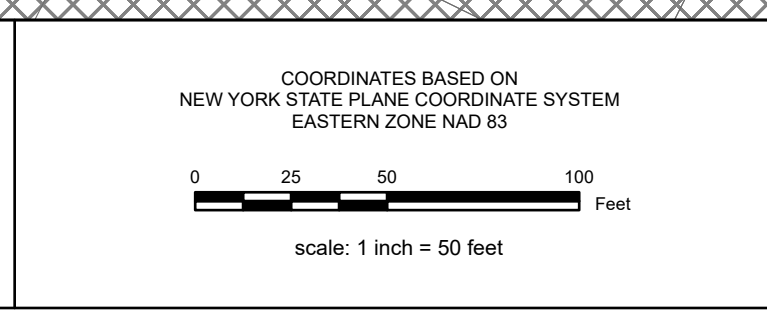 COORDINATES BASED ON
NEW YORK STATE PLANE COORDINATE SYSTEM
EASTERN ZONE NAD 83
0 25 50 100
Feet
scale: 1 inch = 50 feet